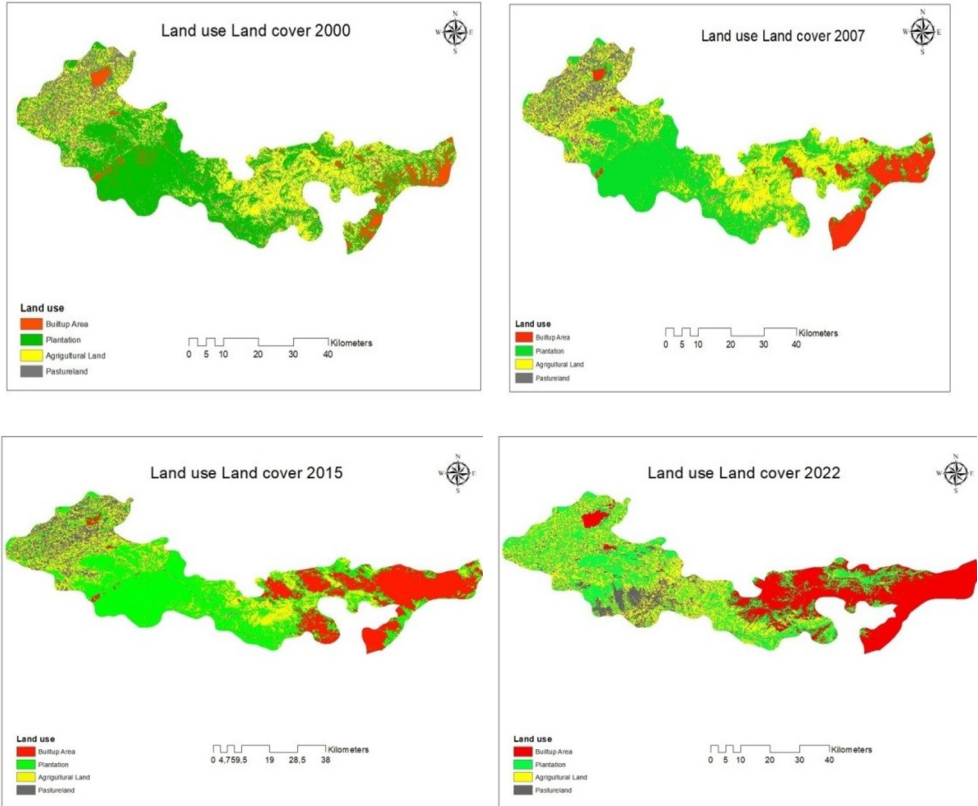 Land use Land cover 2000
N
W E
S
Land use
Builtup Area
Plantation
Agrigultural Land
Pastureland
Kilometers
0 5 10 20 30 40
Land use Land cover 2007
N
W E
S
Land use
Builtup Area
Plantation
Agrigultural Land
Pastureland
Kilometers
0 5 10 20 30 40
Land use Land cover 2015
N
W E
S
Land use
Builtup Area
Plantation
Agrigultural Land
Pastureland
Kilometers
0 4,759,5 19 28,5 38
Land use Land cover 2022
N
W E
S
Land use
Builtup Area
Plantation
Agrigultural Land
Pastureland
Kilometers
0 5 10 20 30 40